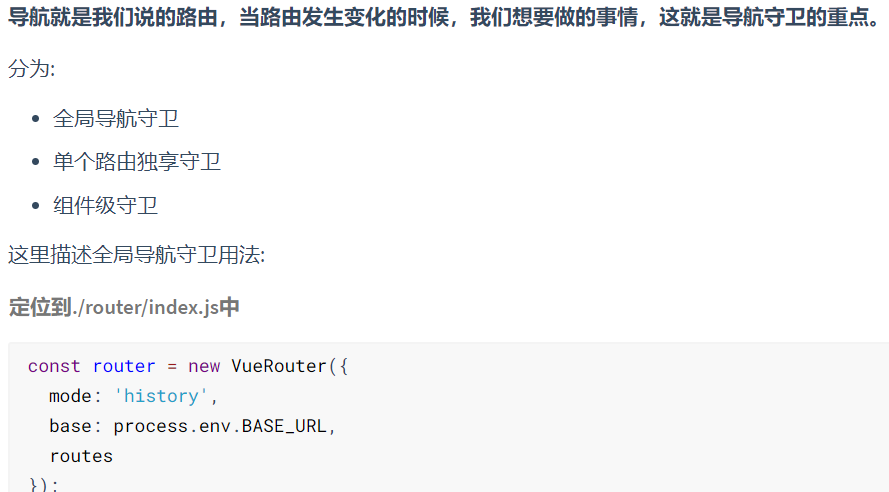 导航就是我们说的路由，当路由发生变化的时候，我们想要做的事情，这就是导航守卫的重点。
分为:
全局导航守卫
单个路由独享守卫
组件级守卫
这里描述全局导航守卫用法:
定位到./router/index.js中
const router = new VueRouter({
  mode: 'history',
  base: process.env.BASE_URL,
  routes
});